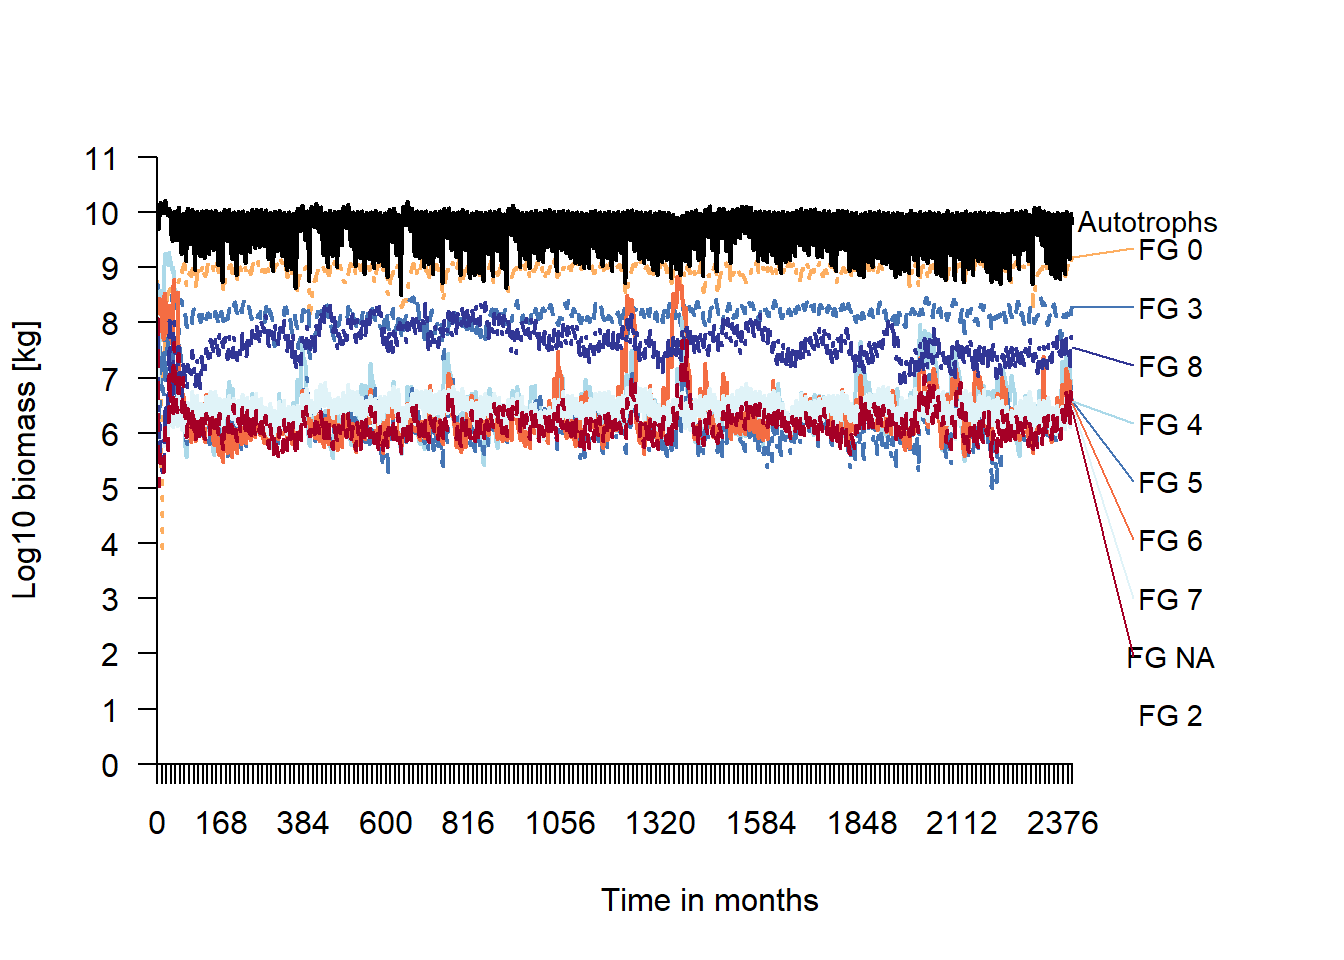 11
10
9
8
7
6
5
4
3
2
1
0
Log10 biomass [kg]
0 168 384 600 816 1056 1320 1584 1848 2112 2376
Time in months
Autotrophs
FG 0
FG 3
FG 8
FG 4
FG 5
FG 6
FG 7
FG NA
FG 2